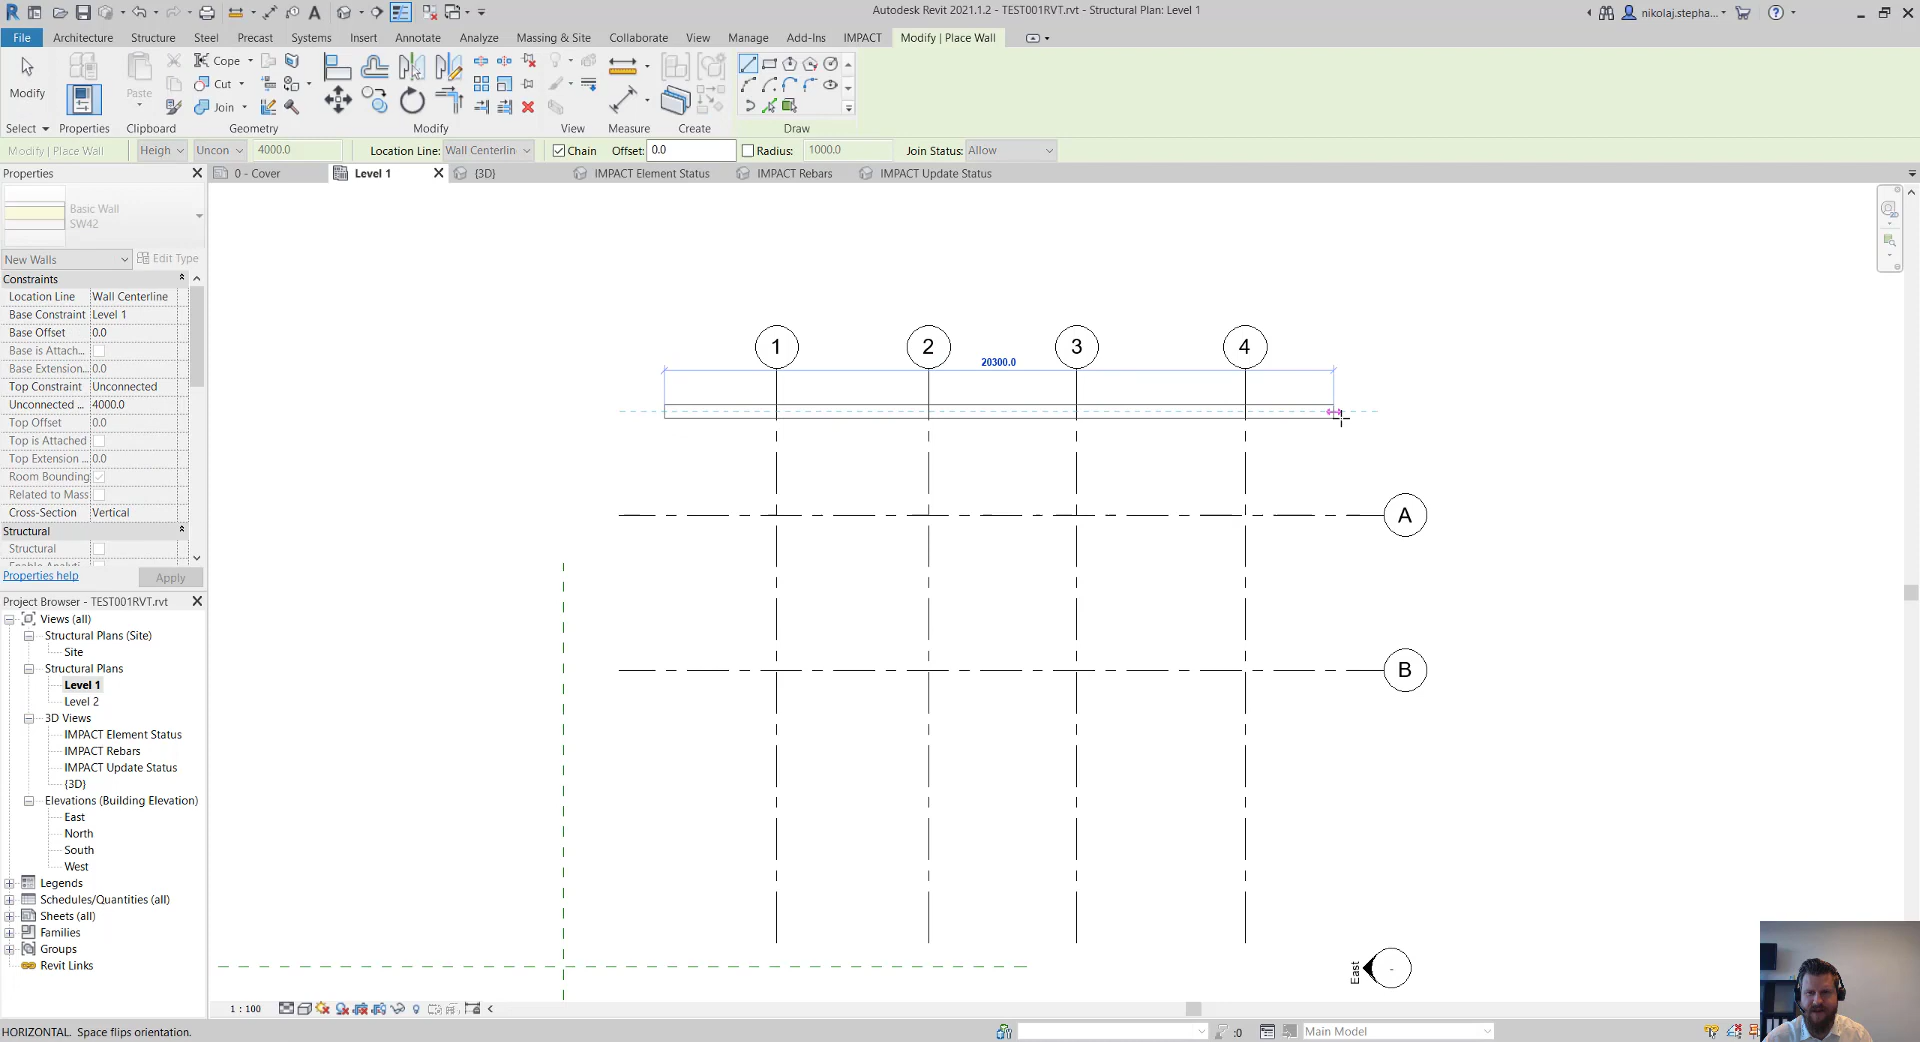 Autodesk Revit 2021.1.2 - TEST001RVT.rvt - Structural Plan: Level 1
nikolaj.stepha...
File Architecture Structure Steel Precast Systems Insert Annotate Analyze Massing & Site Collaborate View Manage Add-Ins IMPACT Modify | Place Wall
Modify
Paste
Cope
Cut
Join
Select Properties Clipboard Geometry Modify View Measure Create Draw
Modify | Place Wall Heigh Uncon 4000.0 Location Line: Wall Centerlin Chain Offset: 0.0 Radius: 1000.0 Join Status: Allow
Properties
0 - Cover Level 1 {3D} IMPACT Element Status IMPACT Rebars IMPACT Update Status
Basic Wall
SW42
New Walls Edit Type
Constraints
Location Line Wall Centerline
Base Constraint Level 1
Base Offset 0.0
Base is Attach...
Base Extension... 0.0
Top Constraint Unconnected
Unconnected ... 4000.0
Top Offset 0.0
Top is Attached
Top Extension ... 0.0
Room Bounding
Related to Mass
Cross-Section Vertical
Structural
Structural
Properties help Apply
Project Browser - TEST001RVT.rvt
Views (all)
Structural Plans (Site)
Site
Structural Plans
Level 1
Level 2
3D Views
IMPACT Element Status
IMPACT Rebars
IMPACT Update Status
{3D}
Elevations (Building Elevation)
East
North
South
West
Legends
Schedules/Quantities (all)
Sheets (all)
Families
Groups
Revit Links
1 2 3 4
20300.0
A
B
East
-
1 : 100
HORIZONTAL. Space flips orientation.
:0
Main Model